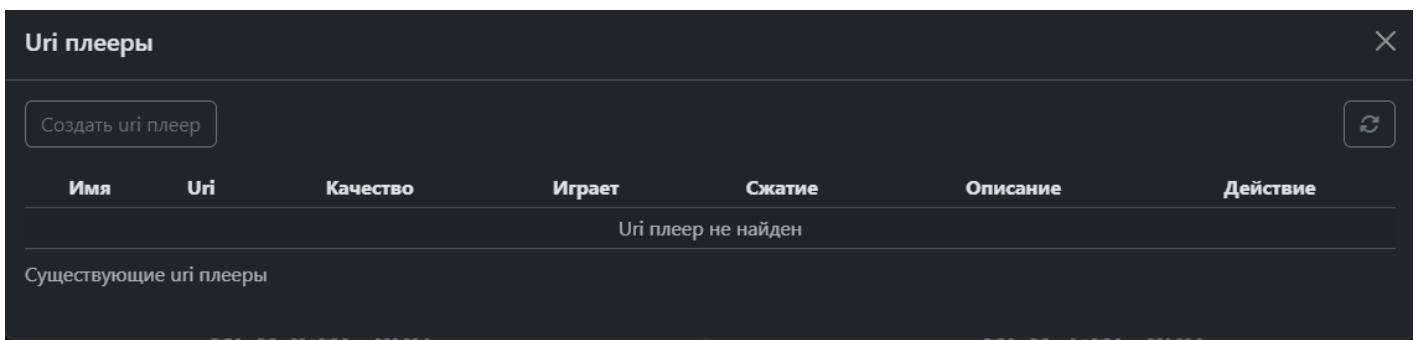 Uri плееры
Создать uri плеер
Имя Uri Качество Играет Сжатие Описание Действие
Uri плеер не найден
Существующие uri плееры